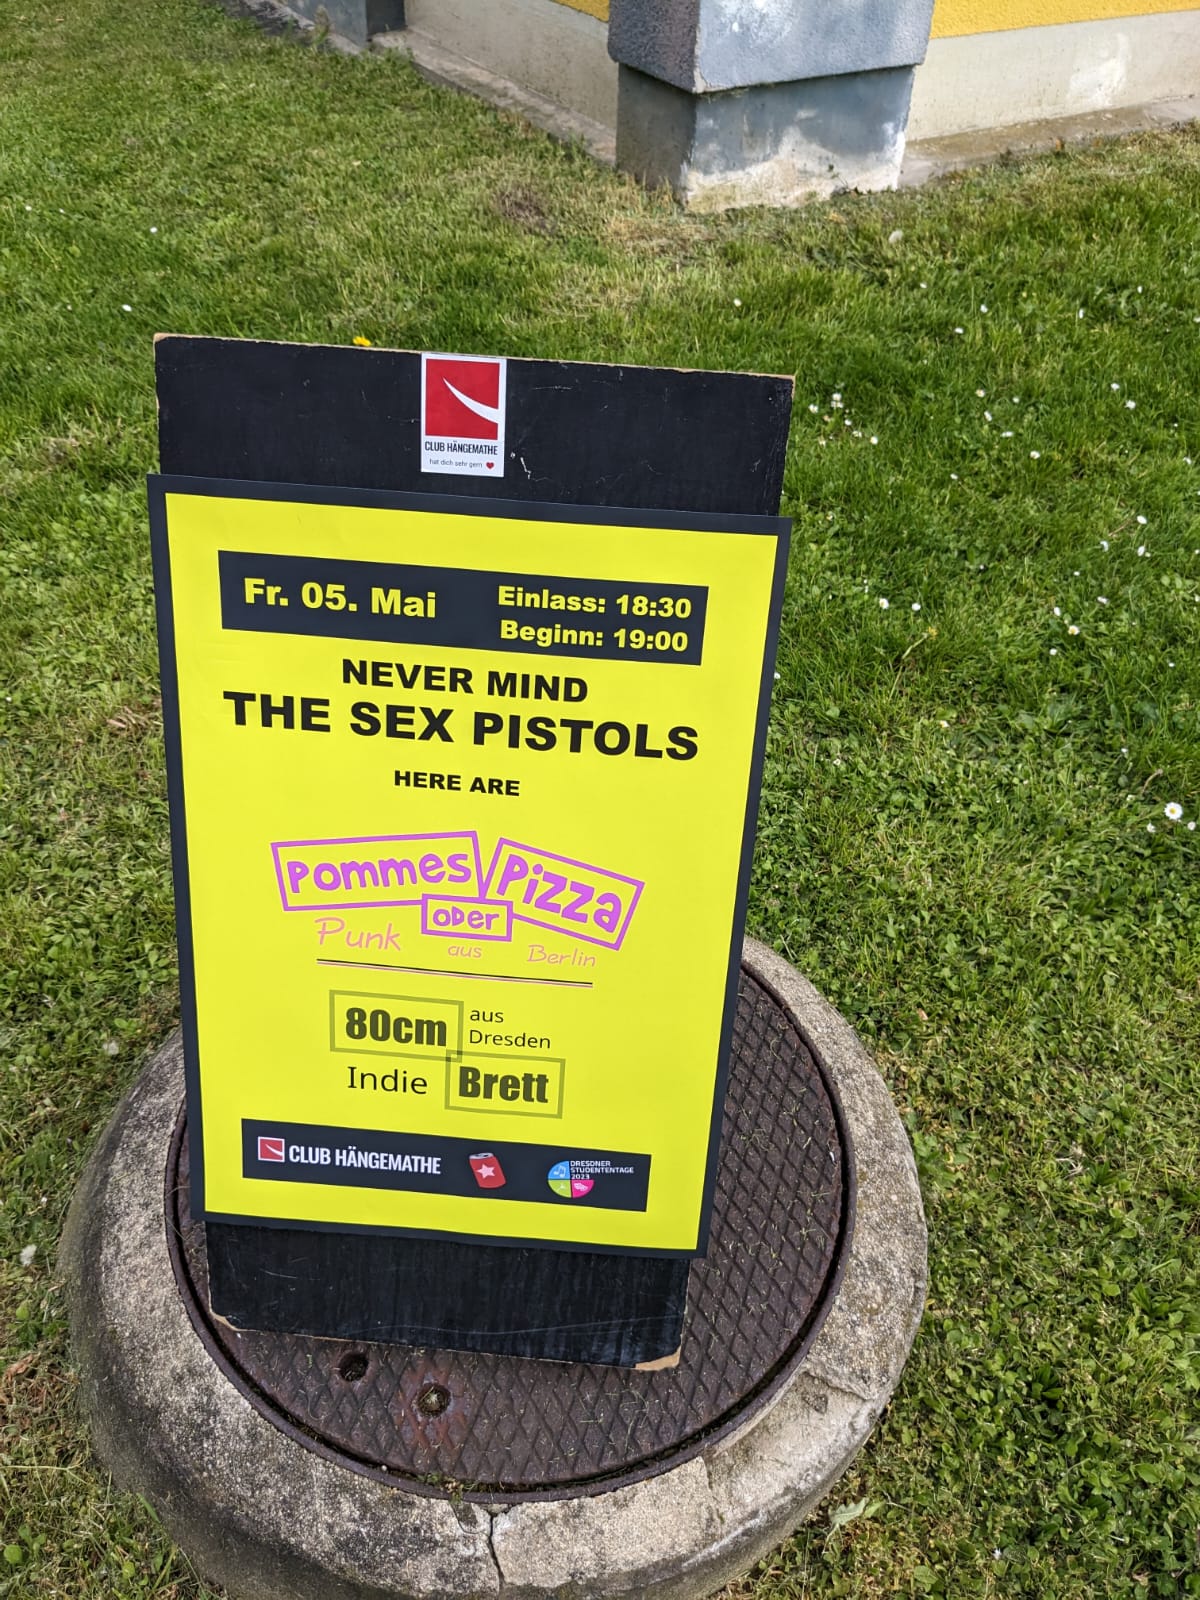 CLUB HÄNGEMATHE
hat dich sehr gern
Fr. 05. Mai
Einlass: 18:30
Beginn: 19:00
NEVER MIND
THE SEX PISTOLS
HERE ARE
Pommes Pizza
oder
Punk aus Berlin
80cm aus
Dresden
Indie Brett
CLUB HÄNGEMATHE
DRESDNER
STUDENTENTAGE
2023